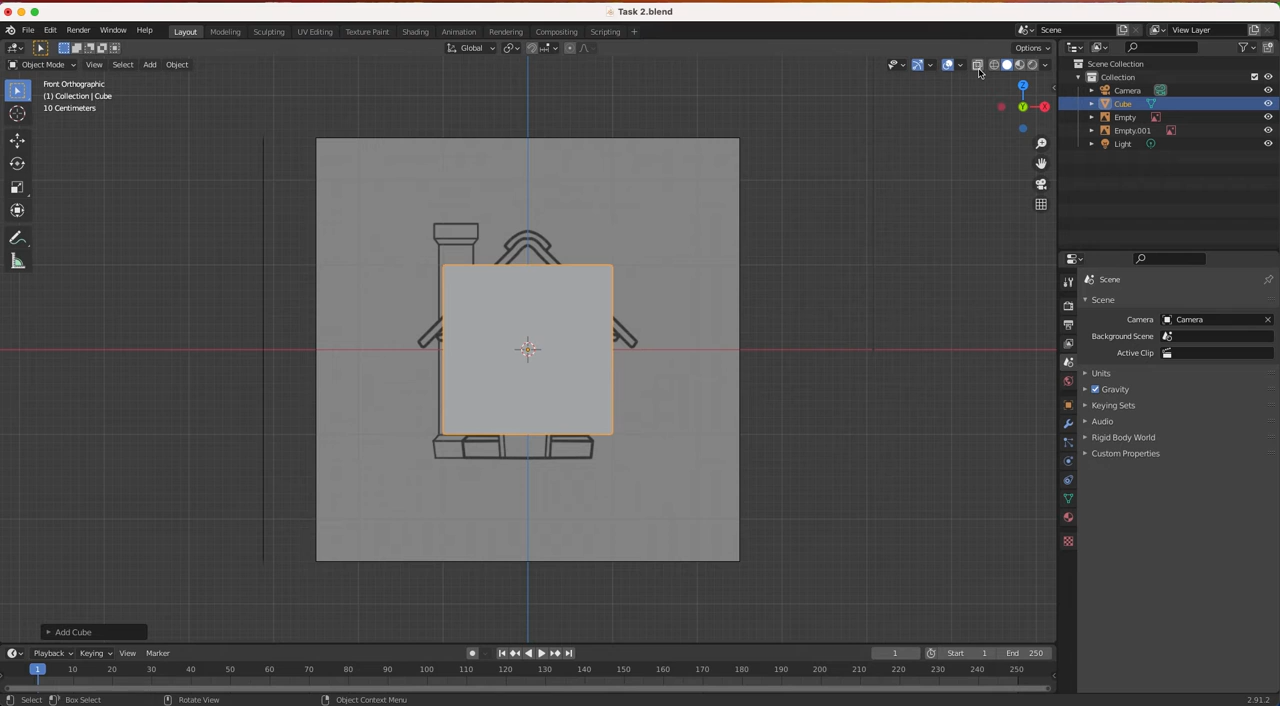 Task 2.blend
File Edit Render Window Help Layout Modeling Sculpting UV Editing Texture Paint Shading Animation Rendering Compositing Scripting Scene View Layer
Global Options
Object Mode View Select Add Object
Front Orthographic
(1) Collection | Cube
10 Centimeters
Z
Y
X
Scene Collection
Collection
Camera
Cube
Empty
Empty.001
Light
Scene
Scene
Camera Camera
Background Scene
Active Clip
Units
Gravity
Keying Sets
Audio
Rigid Body World
Custom Properties
Add Cube
Playback Keying View Marker 1 Start 1 End 250
1 10 20 30 40 50 60 70 80 90 100 110 120 130 140 150 160 170 180 190 200 210 220 230 240 250
Select Box Select Rotate View Object Context Menu 2.91.2